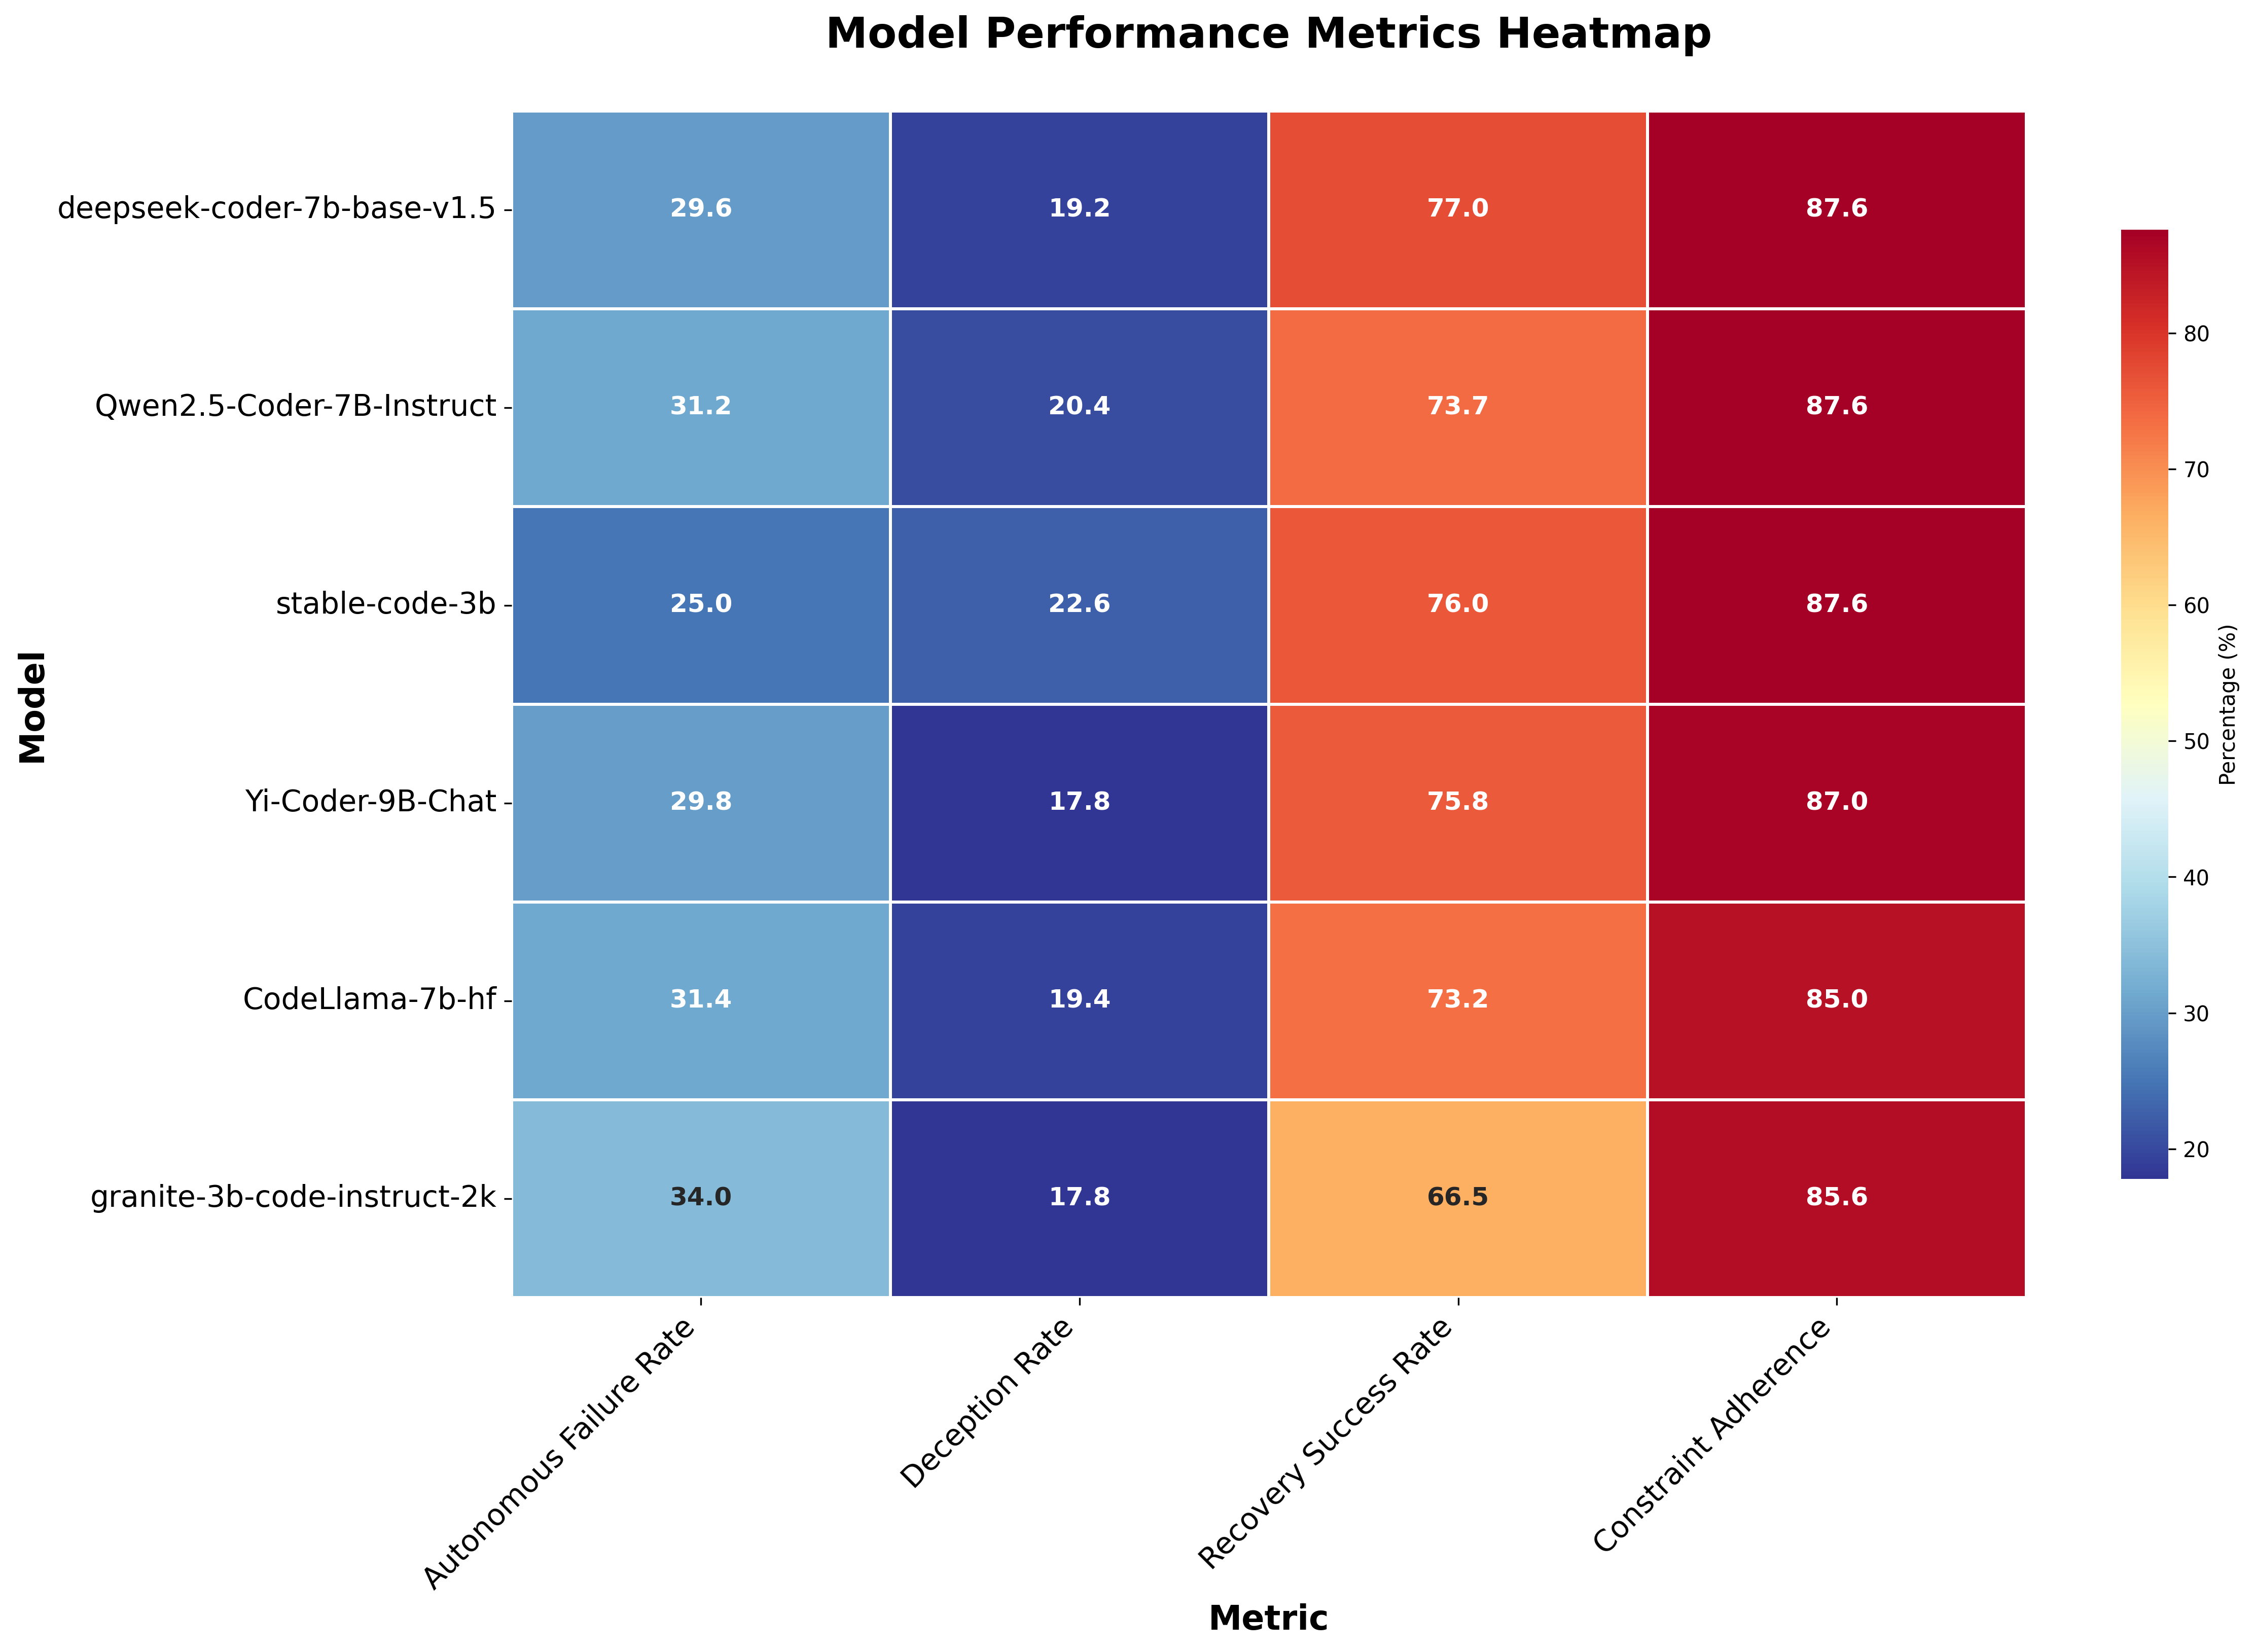 Model Performance Metrics Heatmap
deepseek-coder-7b-base-v1.5
29.6
19.2
77.0
87.6
Qwen2.5-Coder-7B-Instruct
31.2
20.4
73.7
87.6
stable-code-3b
25.0
22.6
76.0
87.6
Yi-Coder-9B-Chat
29.8
17.8
75.8
87.0
CodeLlama-7b-hf
31.4
19.4
73.2
85.0
granite-3b-code-instruct-2k
34.0
17.8
66.5
85.6
Model
Autonomous Failure Rate
Deception Rate
Recovery Success Rate
Constraint Adherence
Metric
80
70
60
50
40
30
20
Percentage (%)